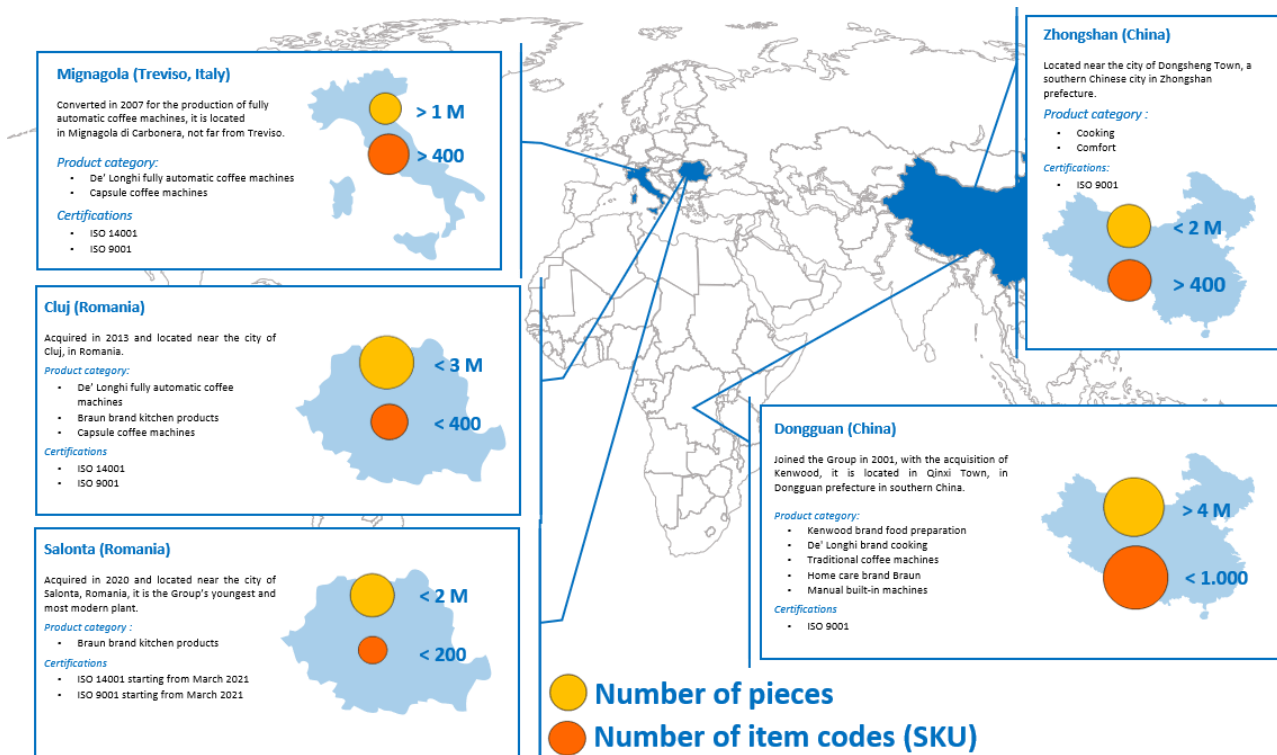 Mignagola (Treviso, Italy)
Converted in 2007 for the production of fully
automatic coffee machines, it is located
in Mignagola di Carbonera, not far from Treviso.
Product category:
• De' Longhi fully automatic coffee machines
• Capsule coffee machines
Certifications
• ISO 14001
• ISO 9001
> 1 M
> 400
Cluj (Romania)
Acquired in 2013 and located near the city of
Cluj, in Romania.
Product category:
• De' Longhi fully automatic coffee
machines
• Braun brand kitchen products
• Capsule coffee machines
Certifications
• ISO 14001
• ISO 9001
< 3 M
< 400
Salonta (Romania)
Acquired in 2020 and located near the city of
Salonta, Romania, it is the Group's youngest and
most modern plant.
Product category :
• Braun brand kitchen products
Certifications
• ISO 14001 starting from March 2021
• ISO 9001 starting from March 2021
< 2 M
< 200
Zhongshan (China)
Located near the city of Dongsheng Town, a
southern Chinese city in Zhongshan
prefecture.
Product category :
• Cooking
• Comfort
Certifications:
• ISO 9001
< 2 M
> 400
Dongguan (China)
Joined the Group in 2001, with the acquisition of
Kenwood, it is located in Qinxi Town, in
Dongguan prefecture in southern China.
Product category:
• Kenwood brand food preparation
• De' Longhi brand cooking
• Traditional coffee machines
• Home care brand Braun
• Manual built-in machines
Certifications
• ISO 9001
> 4 M
< 1.000
Number of pieces
Number of item codes (SKU)